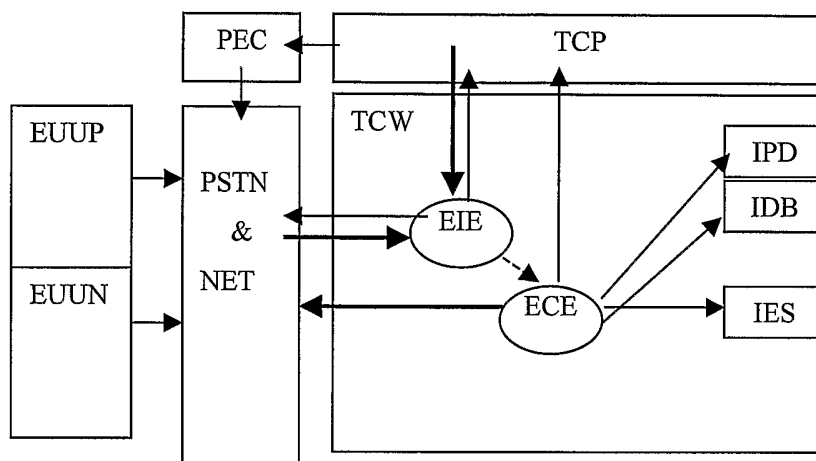 PEC
TCP
EUUP
TCW
IPD
PSTN
IDB
&
EIE
NET
EUUN
ECE
IES